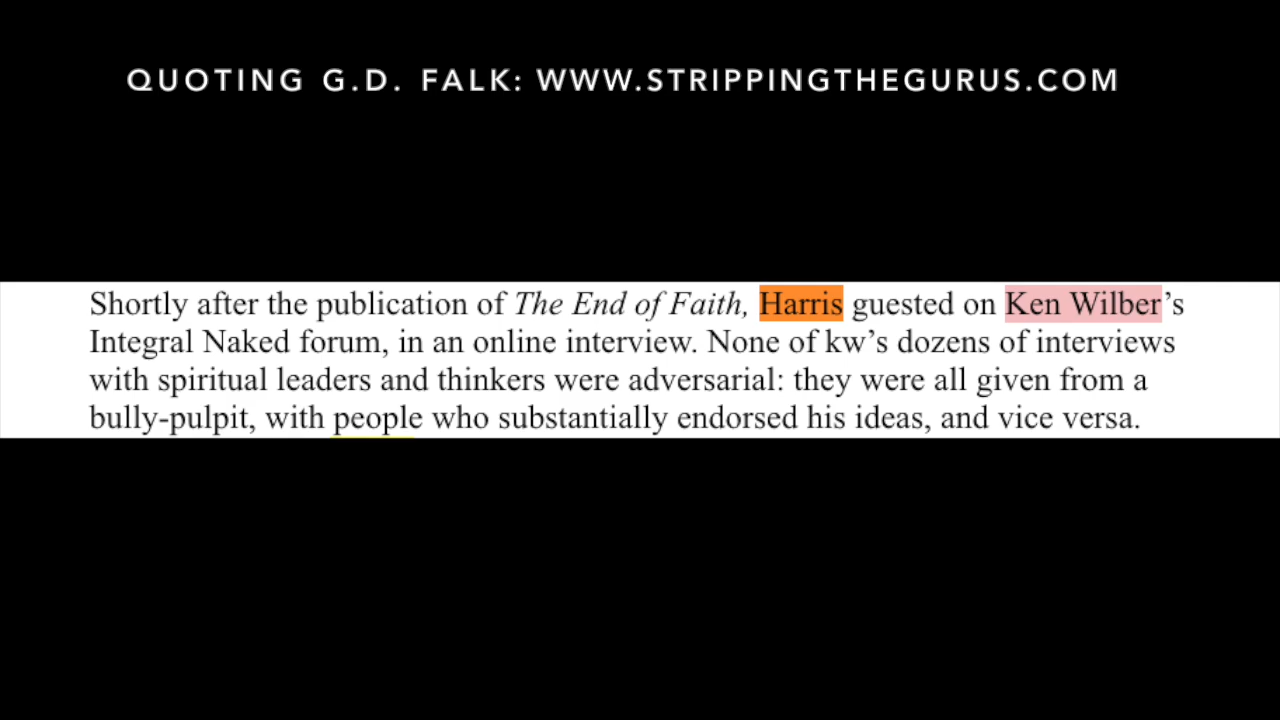 QUOTING G.D. FALK: WWW.STRIPPINGTHEGURUS.COM
Shortly after the publication of The End of Faith, Harris guested on Ken Wilber’s
Integral Naked forum, in an online interview. None of kw’s dozens of interviews
with spiritual leaders and thinkers were adversarial: they were all given from a
bully-pulpit, with people who substantially endorsed his ideas, and vice versa.